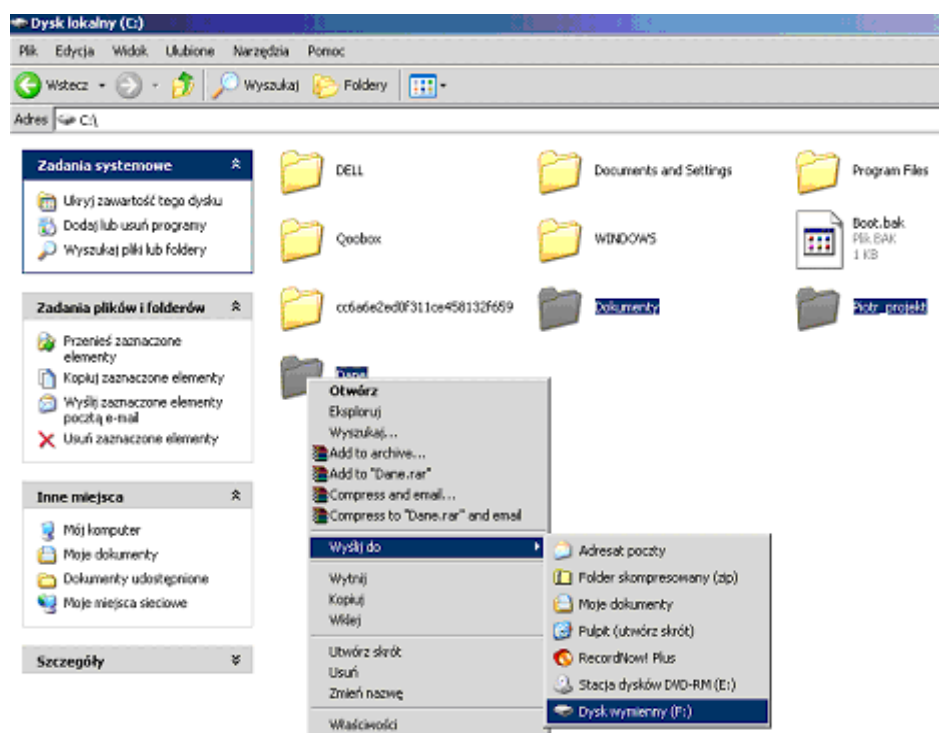 Dysk lokalny (C:)
Plik Edycja Widok Ulubione Narzędzia Pomoc
Wstecz Wyszukaj Foldery
Adres C:\
Zadania systemowe
Ukryj zawartość tego dysku
Dodaj lub usuń programy
Wyszukaj pliki lub foldery
Zadania plików i folderów
Przenieś zaznaczone
elementy
Kopiuj zaznaczone elementy
Wyślij zaznaczone elementy
pocztą e-mail
Usuń zaznaczone elementy
Inne miejsca
Mój komputer
Moje dokumenty
Dokumenty udostępnione
Moje miejsca sieciowe
Szczegóły
DELL
Documents and Settings
Program Files
Qoobox
WINDOWS
Boot.bak
Plik BAK
1 KB
cc6a6e2ed0f311ce458132f659
Dokumenty
Piotr_projekt
Dane
Otwórz
Eksploruj
Wyszukaj...
Add to archive...
Add to "Dane.rar"
Compress and email...
Compress to "Dane.rar" and email
Wyślij do
Wytnij
Kopiuj
Wklej
Utwórz skrót
Usuń
Zmień nazwę
Właściwości
Adresat poczty
Folder skompresowany (zip)
Moje dokumenty
Pulpit (utwórz skrót)
RecordNow! Plus
Stacja dysków DVD-RM (E:)
Dysk wymienny (F:)